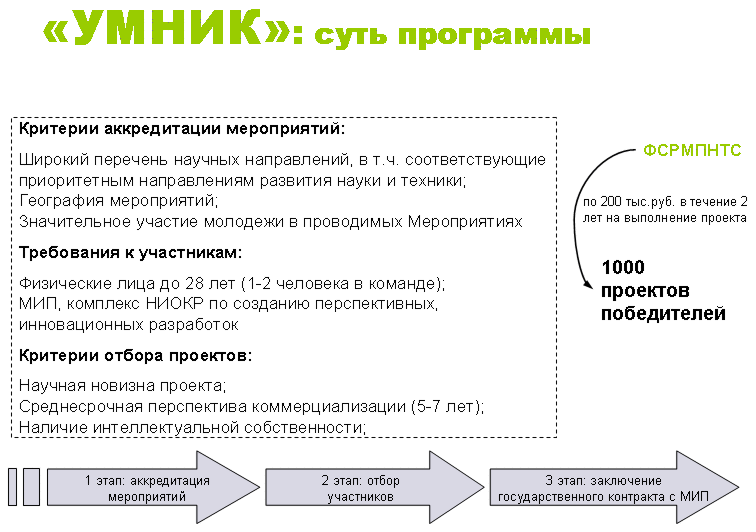 «УМНИК»: суть программы
Критерии аккредитации мероприятий:
Широкий перечень научных направлений, в т.ч. соответствующие
приоритетным направлениям развития науки и техники;
География мероприятий;
Значительное участие молодежи в проводимых Мероприятиях
Требования к участникам:
Физические лица до 28 лет (1-2 человека в команде);
МИП, комплекс НИОКР по созданию перспективных,
инновационных разработок
Критерии отбора проектов:
Научная новизна проекта;
Среднесрочная перспектива коммерциализации (5-7 лет);
Наличие интеллектуальной собственности;
ФСРМПНТС
по 200 тыс.руб. в течение 2
лет на выполнение проекта
1000
проектов
победителей
1 этап: аккредитация
мероприятий
2 этап: отбор
участников
3 этап: заключение
государственного контракта с МИП